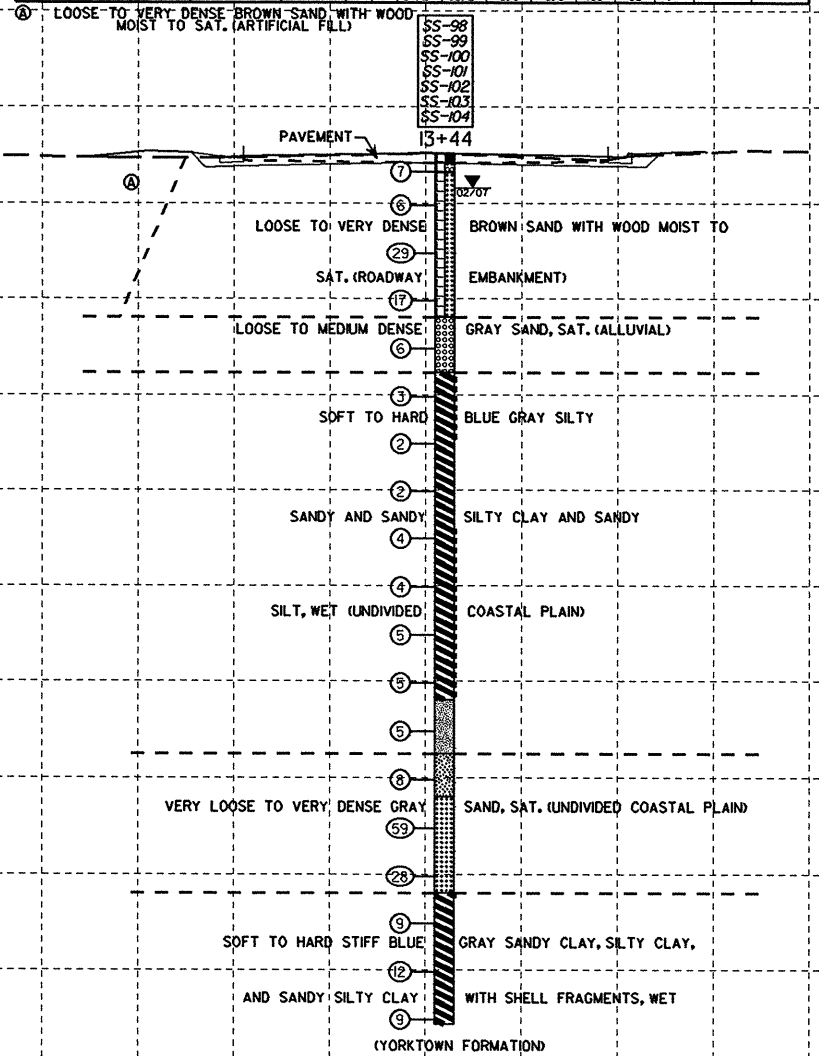 Ⓐ LOOSE TO VERY DENSE BROWN SAND, WITH WOOD
MOIST TO SAT. (ARTIFICIAL FILL)
SS-98
SS-99
SS-100
SS-101
SS-102
SS-103
SS-104
13+44
PAVEMENT
7
Ⓐ
02/07
6
LOOSE TO VERY DENSE BROWN SAND WITH WOOD MOIST TO
29
SAT. (ROADWAY EMBANKMENT)
17
LOOSE TO MEDIUM DENSE GRAY SAND, SAT. (ALLUVIAL)
6
3
SOFT TO HARD BLUE GRAY SILTY
2
2
SANDY AND SANDY SILTY CLAY AND SANDY
4
4
SILT, WET (UNDIVIDED COASTAL PLAIN)
5
5
5
8
VERY LOOSE TO VERY DENSE GRAY SAND, SAT. (UNDIVIDED COASTAL PLAIN)
59
28
9
SOFT TO HARD STIFF BLUE GRAY SANDY CLAY, SILTY CLAY,
12
AND SANDY SILTY CLAY WITH SHELL FRAGMENTS, WET
9
(YORKTOWN FORMATION)